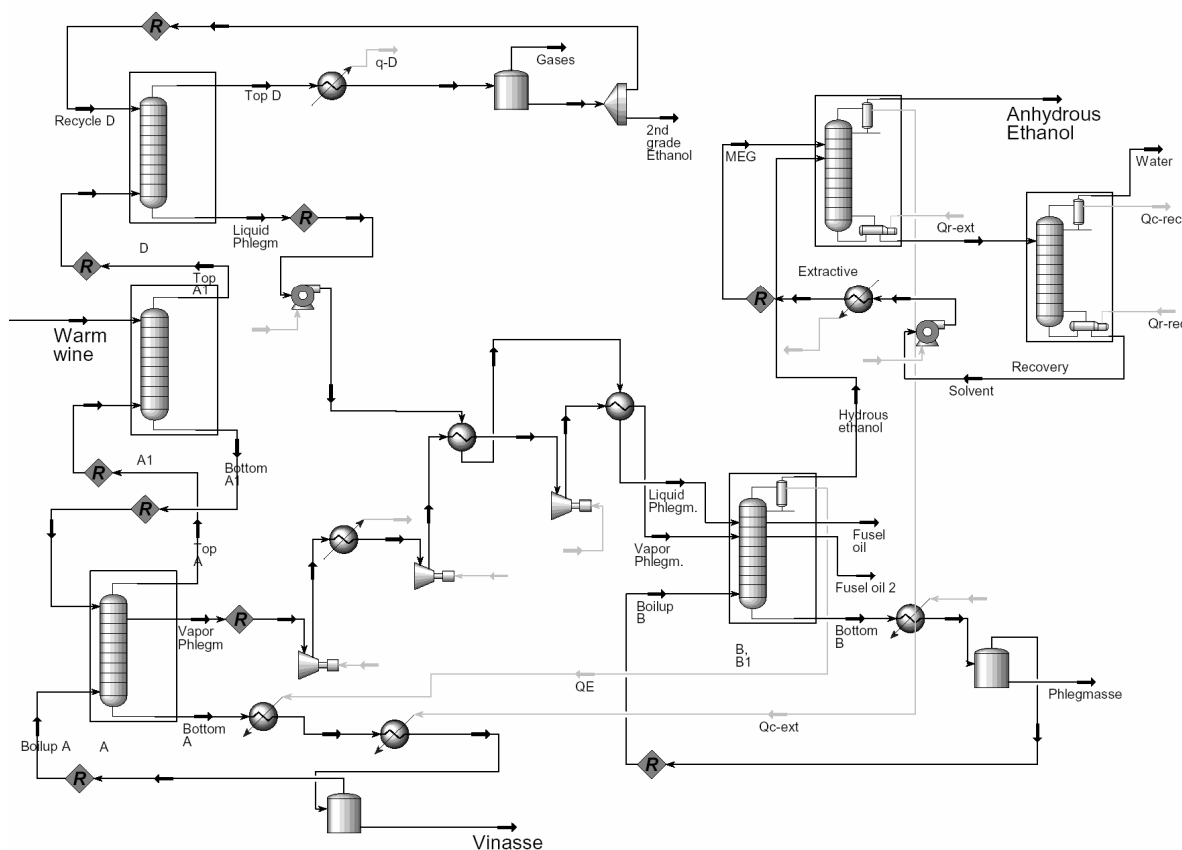 R
q-D
Gases
Top D
Recycle D
2nd
grade
Ethanol
Anhydrous
Ethanol
MEG
Water
Liquid
Phlegm
R
D
Qr-ext
Qc-rec
R
Top
A1
Extractive
R
Warm
wine
Qr-rec
Recovery
Solvent
Hydrous
ethanol
A1
R
Bottom
A1
R
Liquid
Phlegm.
Vapor
Phlegm.
Fusel
oil
Top
A
Fusel oil 2
Boilup
B
Vapor
Phlegm
R
Bottom
B
B,
B1
QE
Phlegmasse
Qc-ext
Bottom
A
Boilup A
A
R
R
Vinasse